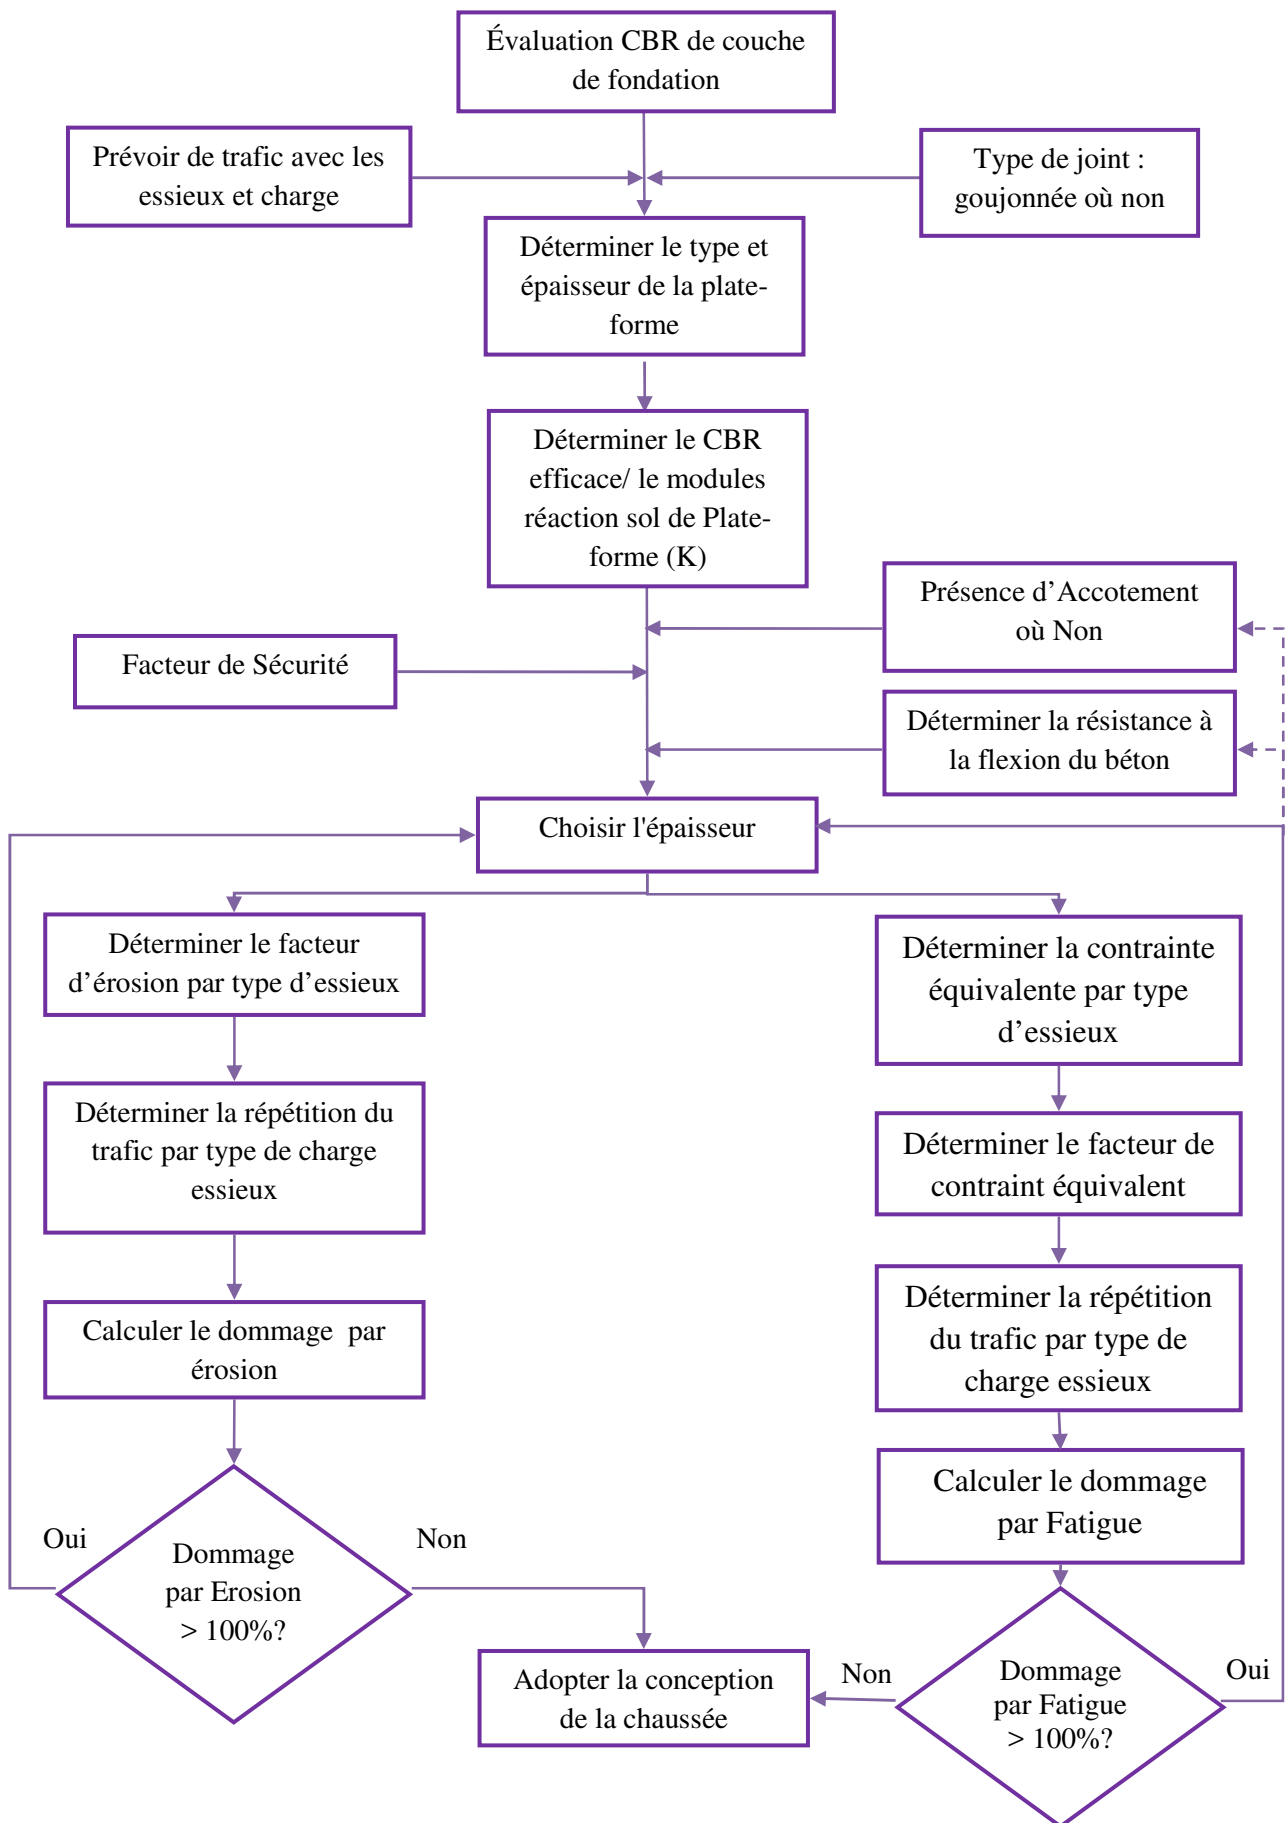 Évaluation CBR de couche
de fondation
Prévoir de trafic avec les
essieux et charge
Type de joint :
goujonnée où non
Déterminer le type et
épaisseur de la plate-
forme
Déterminer le CBR
efficace/ le modules
réaction sol de Plate-
forme (K)
Présence d’Accotement
où Non
Facteur de Sécurité
Déterminer la résistance à
la flexion du béton
Choisir l'épaisseur
Déterminer le facteur
d’érosion par type d’essieux
Déterminer la répétition du
trafic par type de charge
essieux
Calculer le dommage par
érosion
Oui
Dommage
par Erosion
> 100%?
Non
Déterminer la contrainte
équivalente par type
d’essieux
Déterminer le facteur de
contraint équivalent
Déterminer la répétition
du trafic par type de
charge essieux
Calculer le dommage
par Fatigue
Adopter la conception
de la chaussée
Non
Dommage
par Fatigue
> 100%?
Oui